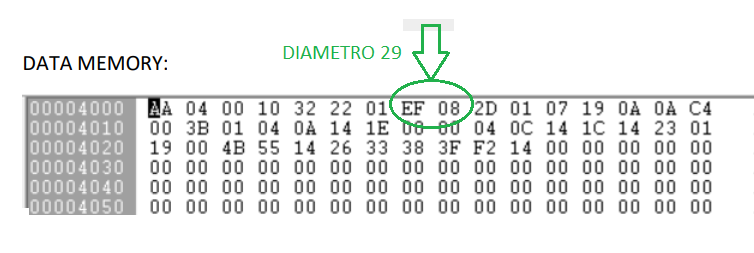 DIAMETRO 29
DATA MEMORY:
00004000 AA 04 00 10 32 22 01 EF 08 2D 01 07 19 0A 0A C4
00004010 00 3B 01 04 0A 14 1E 00 00 04 0C 14 1C 14 23 01
00004020 19 00 4B 55 14 26 33 38 3F F2 14 00 00 00 00 00
00004030 00 00 00 00 00 00 00 00 00 00 00 00 00 00 00 00
00004040 00 00 00 00 00 00 00 00 00 00 00 00 00 00 00 00
00004050 00 00 00 00 00 00 00 00 00 00 00 00 00 00 00 00